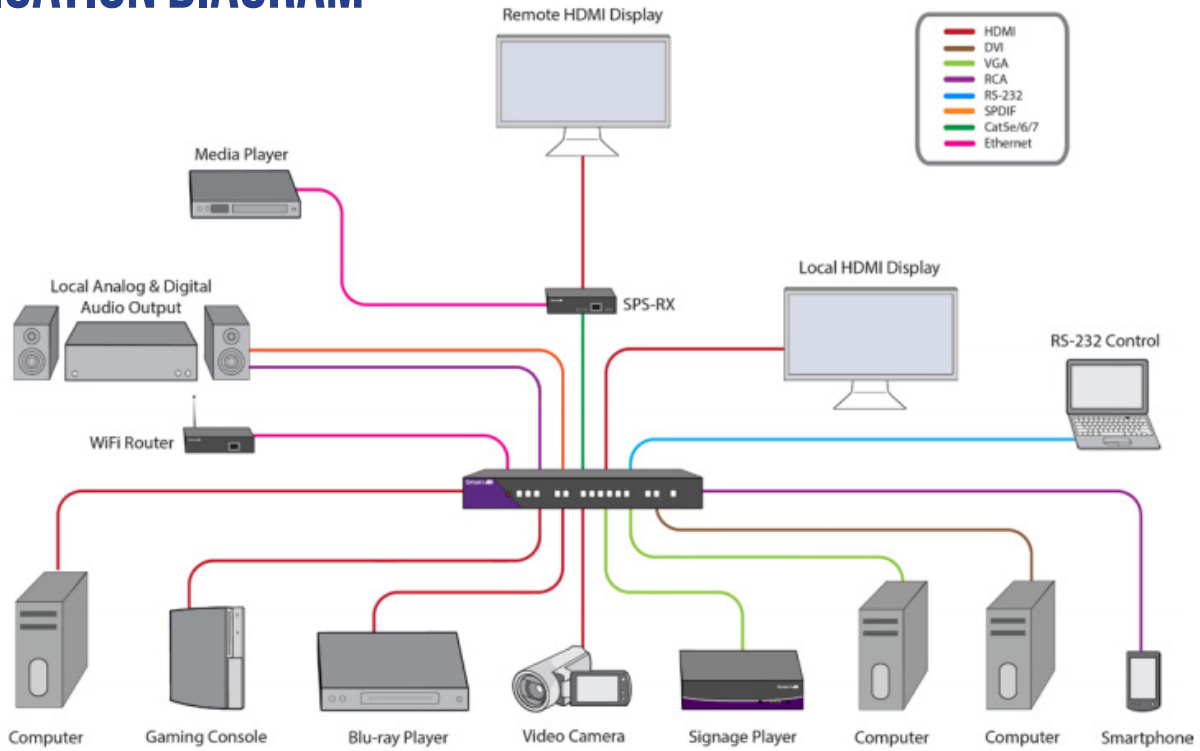 DIAGRAM
Remote HDMI Display
HDMI
DVI
VGA
RCA
RS-232
SPDIF
Cat5e/6/7
Ethernet
Media Player
Local HDMI Display
Local Analog & Digital
Audio Output
SPS-RX
RS-232 Control
WiFi Router
Computer
Gaming Console
Blu-ray Player
Video Camera
Signage Player
Computer
Computer
Smartphone